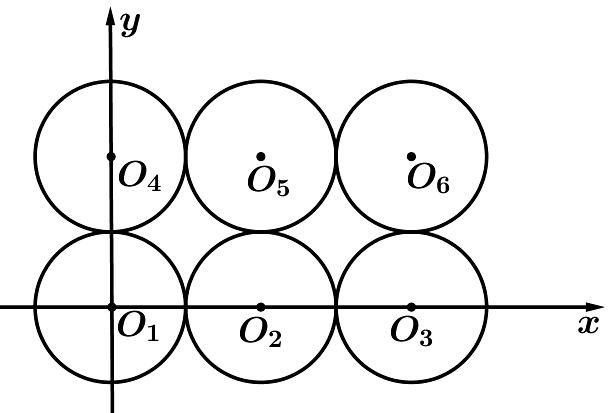 y
O₄ O₅ O₆
O₁ O₂ O₃
x